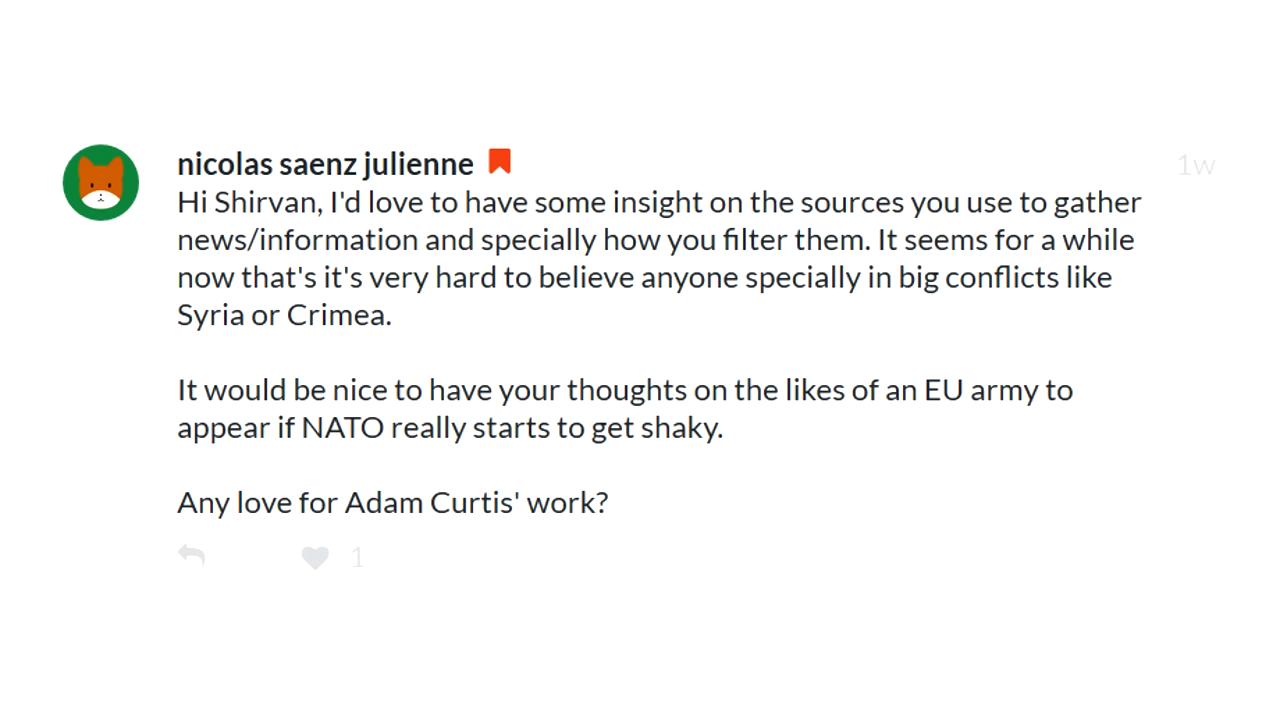 nicolas saenz julienne
1w
Hi Shirvan, I'd love to have some insight on the sources you use to gather
news/information and specially how you filter them. It seems for a while
now that's it's very hard to believe anyone specially in big conflicts like
Syria or Crimea.
It would be nice to have your thoughts on the likes of an EU army to
appear if NATO really starts to get shaky.
Any love for Adam Curtis' work?
1